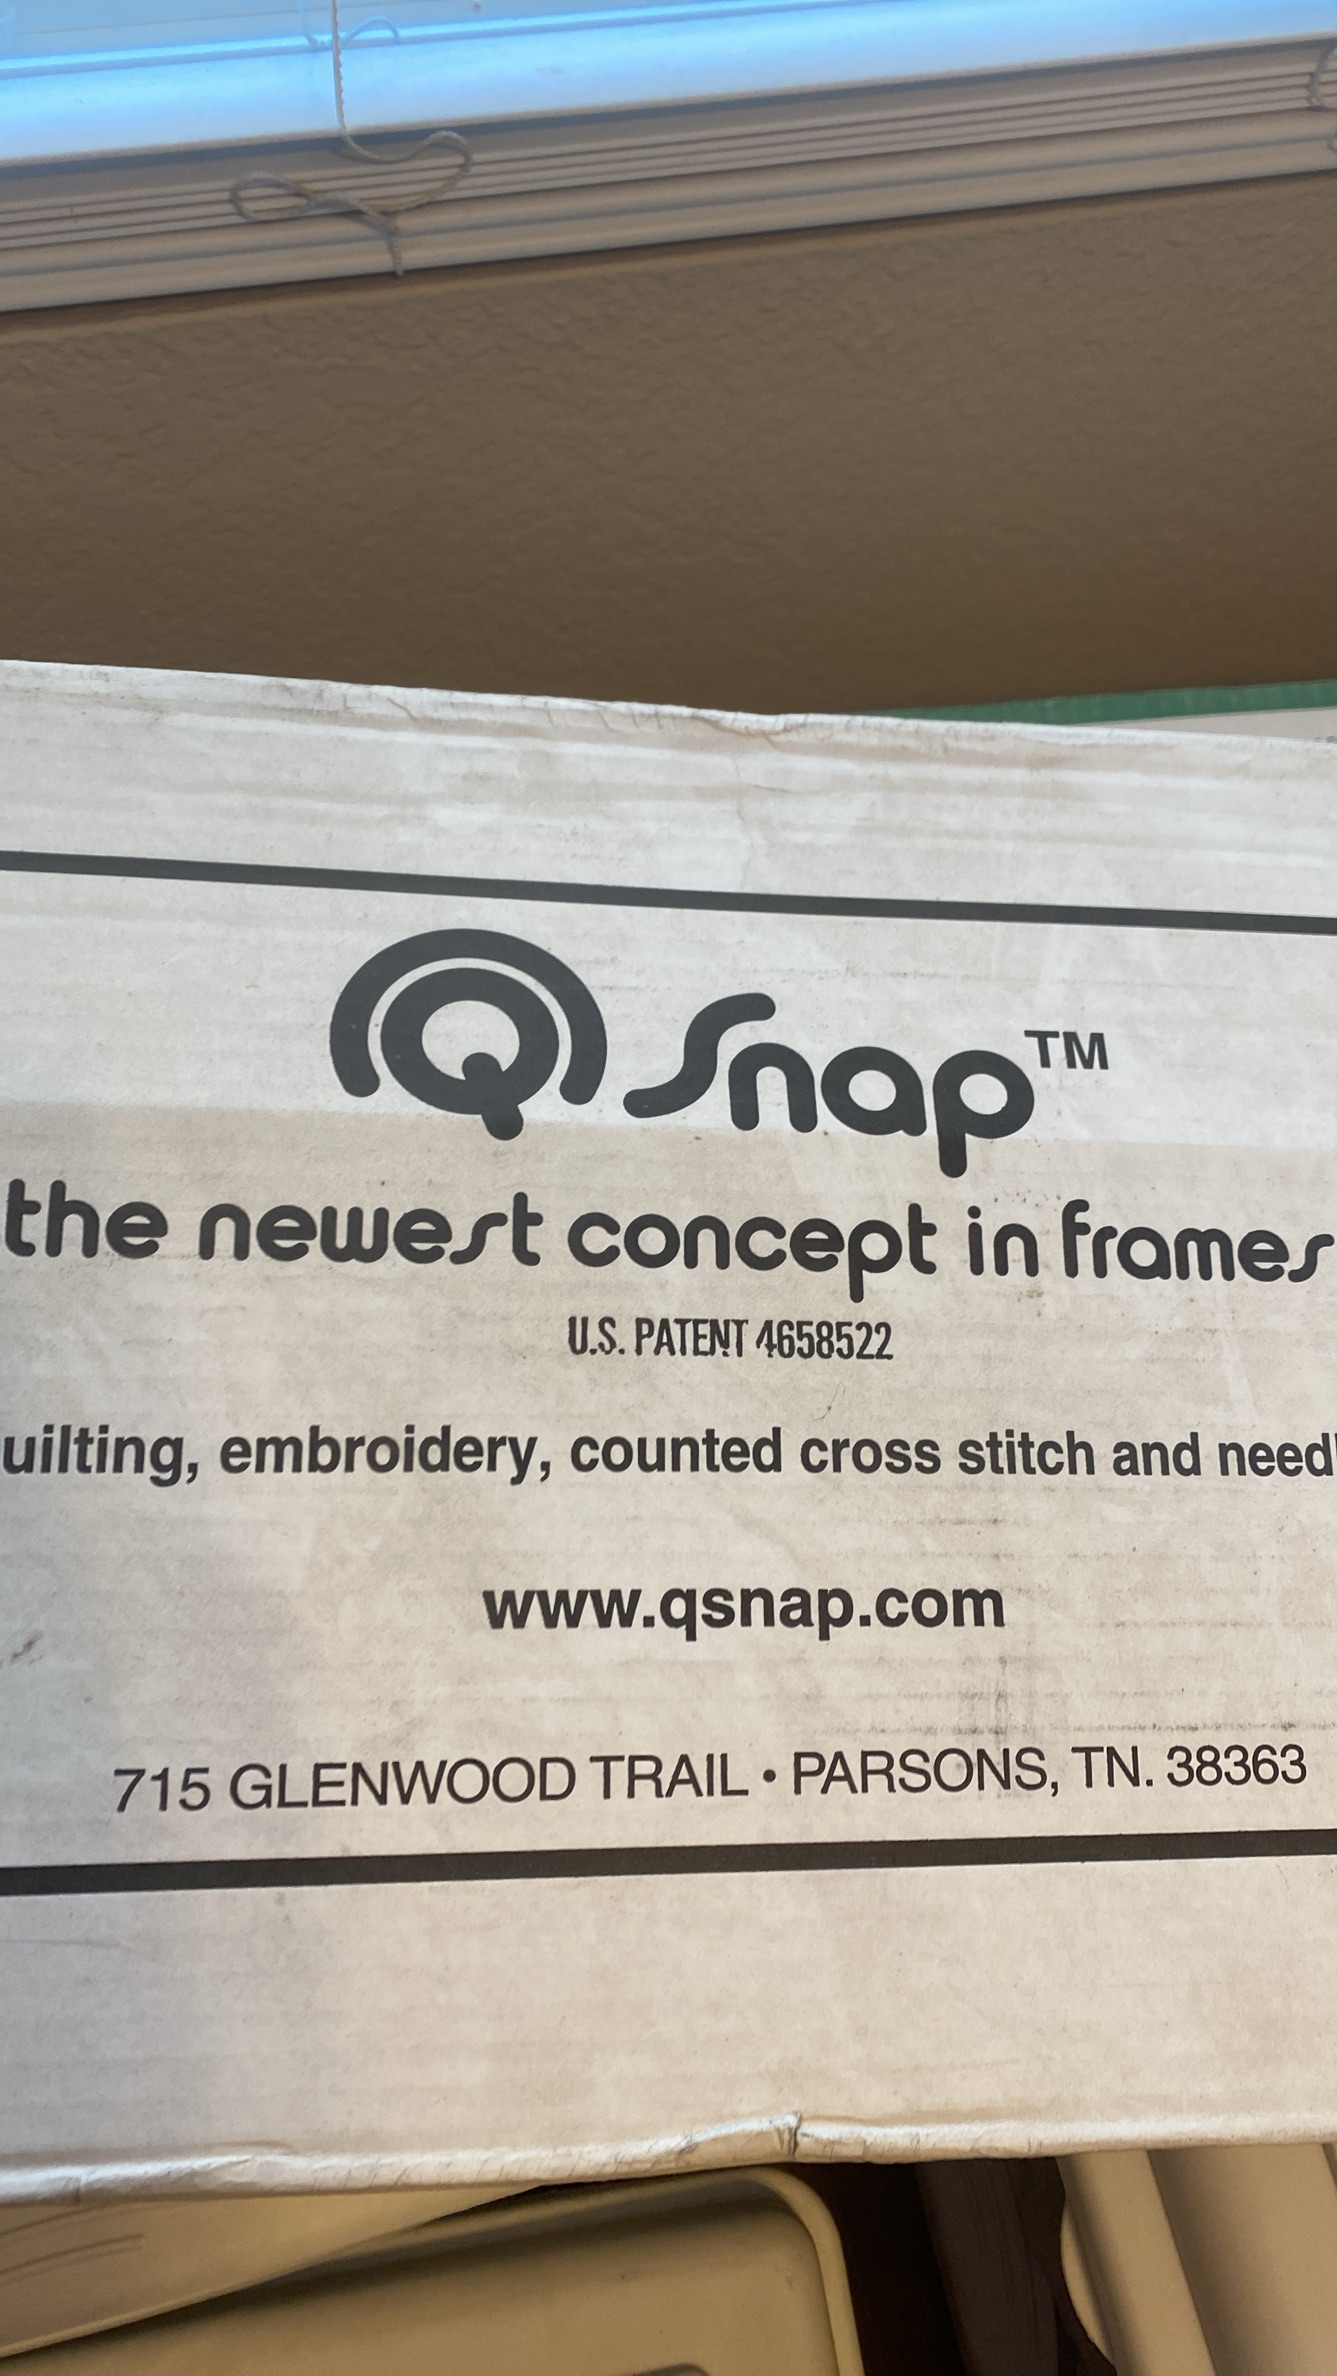 Q Snap™
the newest concept in frames
U.S. PATENT 4658522
uilting, embroidery, counted cross stitch and need
www.qsnap.com
715 GLENWOOD TRAIL • PARSONS, TN. 38363